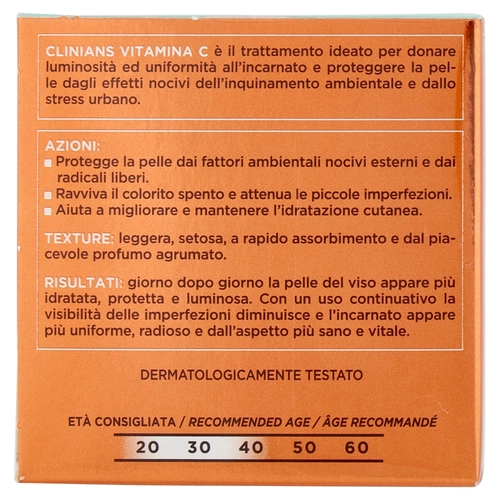 CLINIANS VITAMINA C è il trattamento ideato per donare
luminosità ed uniformità all'incarnato e proteggere la pel-
le dagli effetti nocivi dell'inquinamento ambientale e dallo
stress urbano.
AZIONI:
Protegge la pelle dai fattori ambientali nocivi esterni e dai
radicali liberi.
Ravviva il colorito spento e attenua le piccole imperfezioni.
Aiuta a migliorare e mantenere l'idratazione cutanea.
TEXTURE: leggera, setosa, a rapido assorbimento e dal pia-
cevole profumo agrumato.
RISULTATI: giorno dopo giorno la pelle del viso appare più
idratata, protetta e luminosa. Con un uso continuativo la
visibilità delle imperfezioni diminuisce e l'incarnato appare
più uniforme, radioso e dall'aspetto più sano e vitale.
DERMATOLOGICAMENTE TESTATO
ETÀ CONSIGLIATA / RECOMMENDED AGE / ÂGE RECOMMANDÉ
20 30 40 50 60